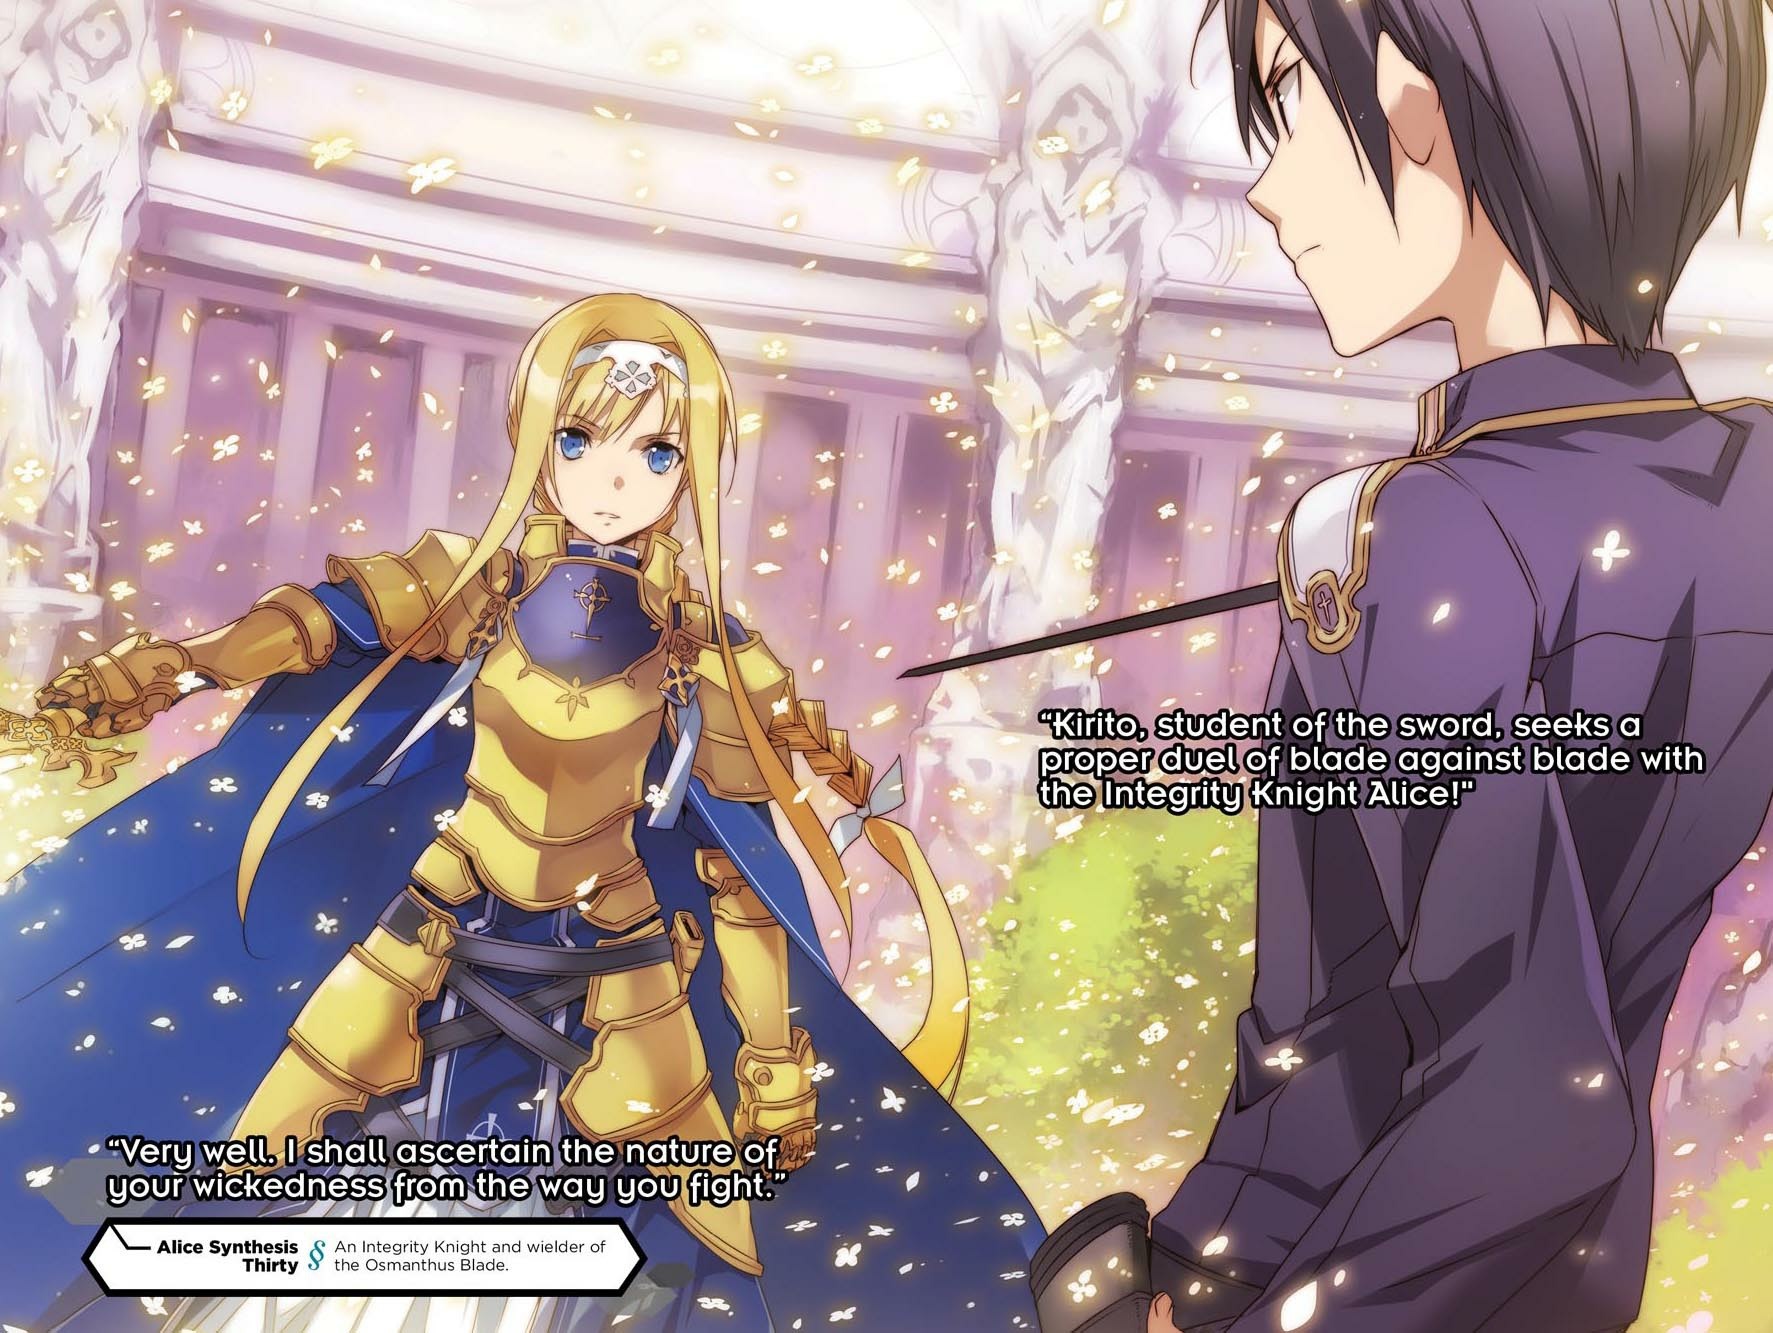 “Kirito, student of the sword, seeks a
proper duel of blade against blade with
the Integrity Knight Alice!"
“Very well. I shall ascertain the nature of
your wickedness from the way you fight.”
Alice Synthesis
Thirty
§
An Integrity Knight and wielder of
the Osmanthus Blade.